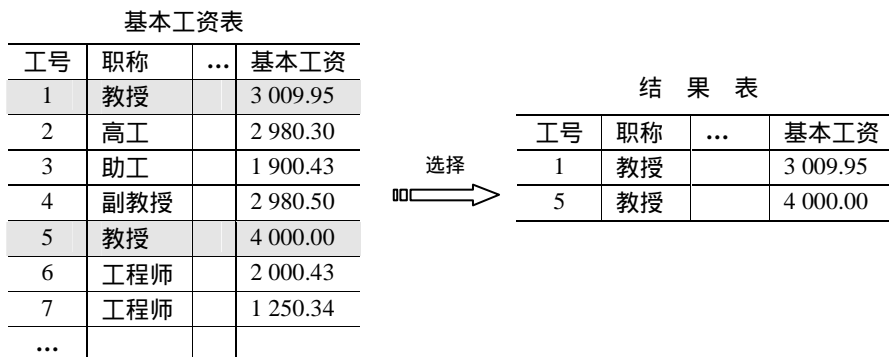 基本工资表
工号 职称 … 基本工资
1 教授 3 009.95
2 高工 2 980.30
3 助工 1 900.43
4 副教授 2 980.50
5 教授 4 000.00
6 工程师 2 000.43
7 工程师 1 250.34
…
选择
结 果 表
工号 职称 … 基本工资
1 教授 3 009.95
5 教授 4 000.00